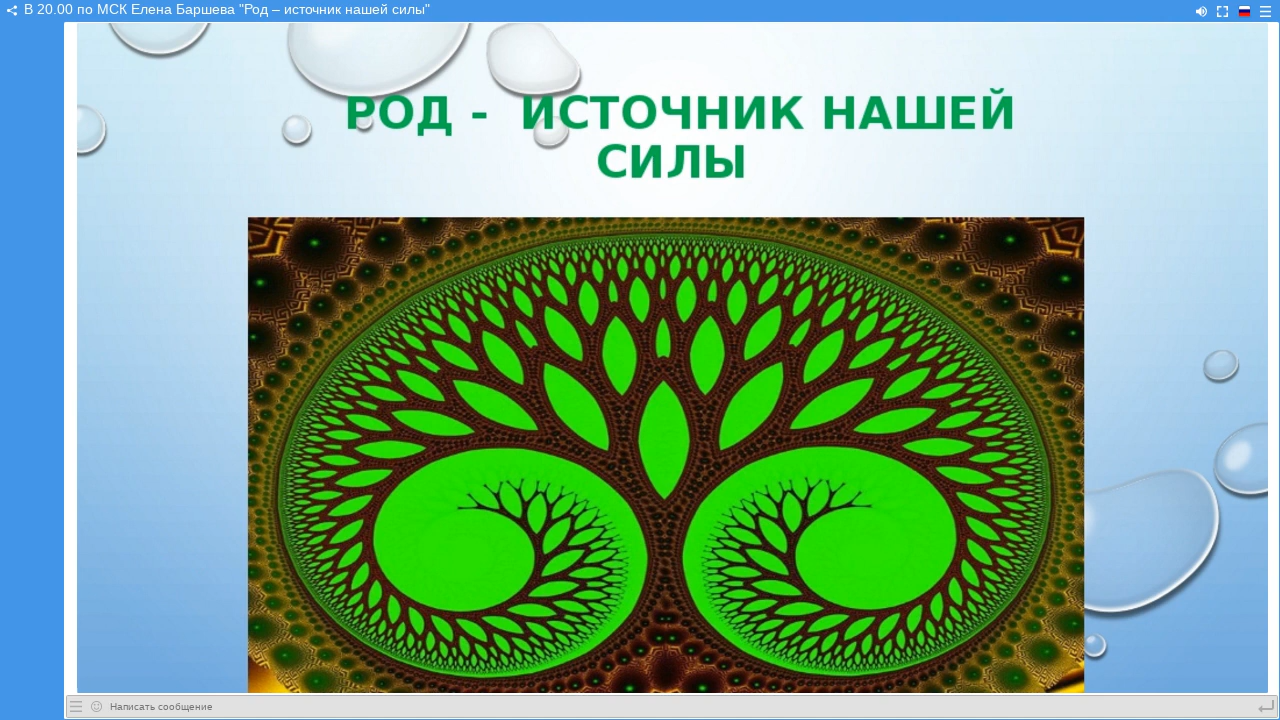 В 20.00 по МСК Елена Баршева "Род – источник нашей силы"
РОД - ИСТОЧНИК НАШЕЙ
СИЛЫ
Написать сообщение